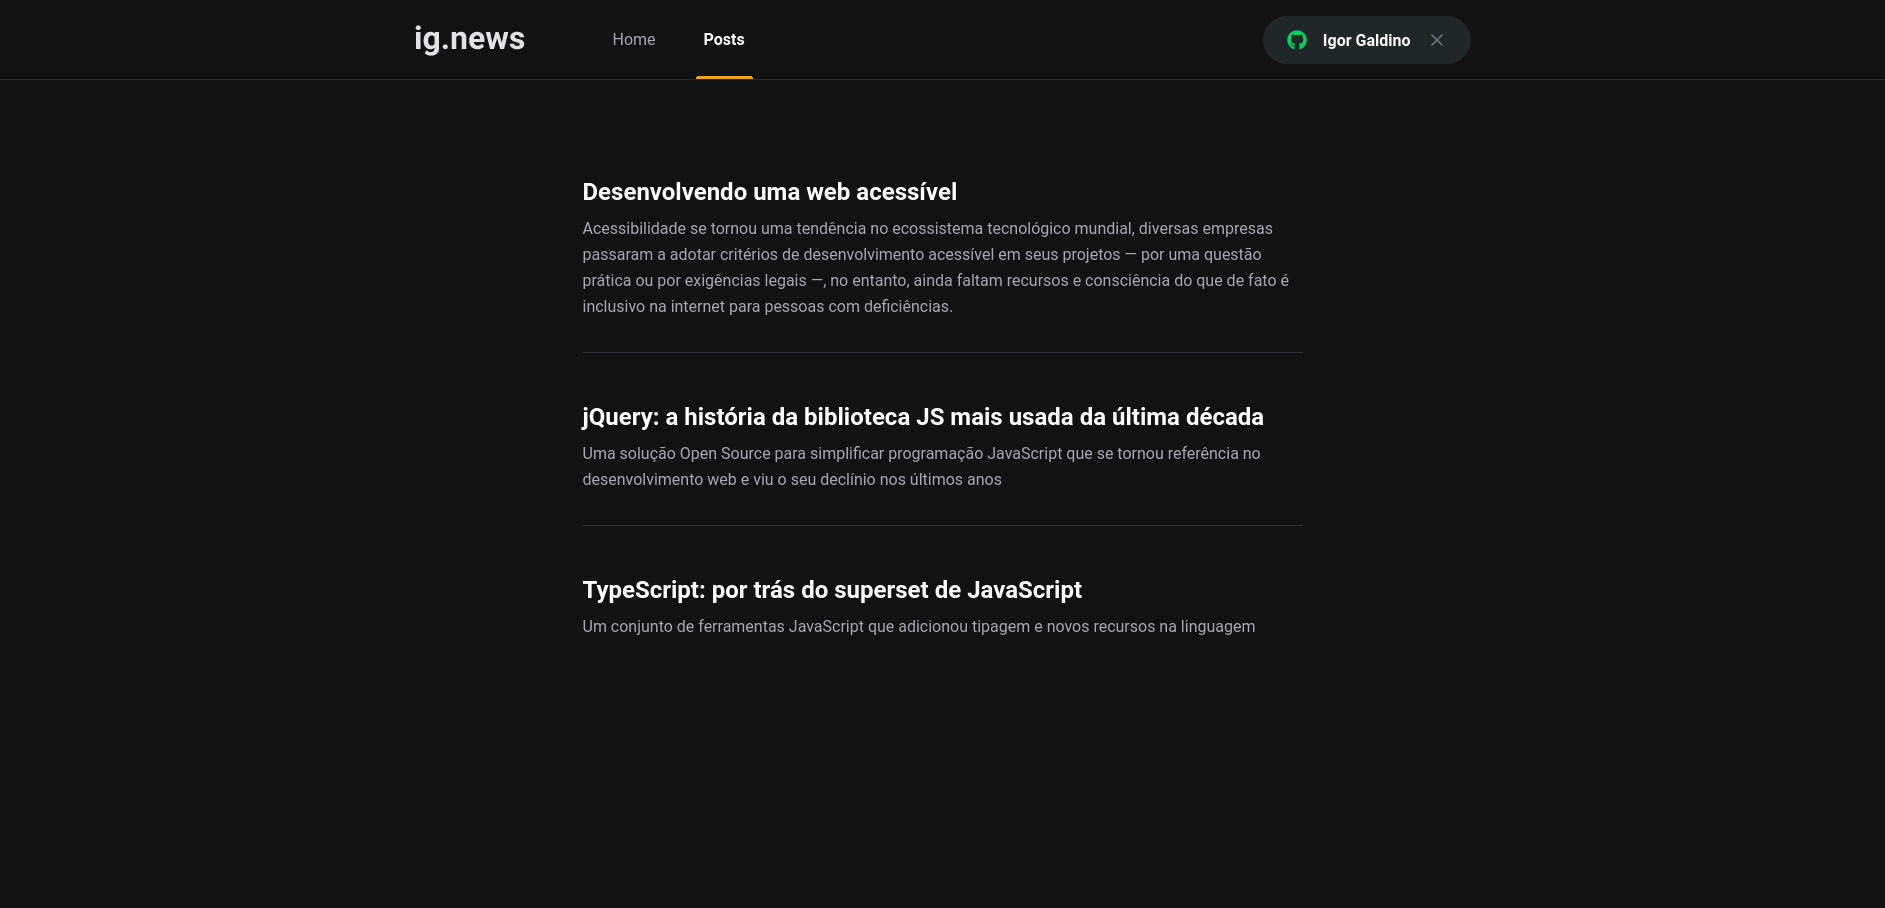 ig.news
Home
Posts
Igor Galdino
Desenvolvendo uma web acessível
Acessibilidade se tornou uma tendência no ecossistema tecnológico mundial, diversas empresas
passaram a adotar critérios de desenvolvimento acessível em seus projetos — por uma questão
prática ou por exigências legais —, no entanto, ainda faltam recursos e consciência do que de fato é
inclusivo na internet para pessoas com deficiências.
jQuery: a história da biblioteca JS mais usada da última década
Uma solução Open Source para simplificar programação JavaScript que se tornou referência no
desenvolvimento web e viu o seu declínio nos últimos anos
TypeScript: por trás do superset de JavaScript
Um conjunto de ferramentas JavaScript que adicionou tipagem e novos recursos na linguagem